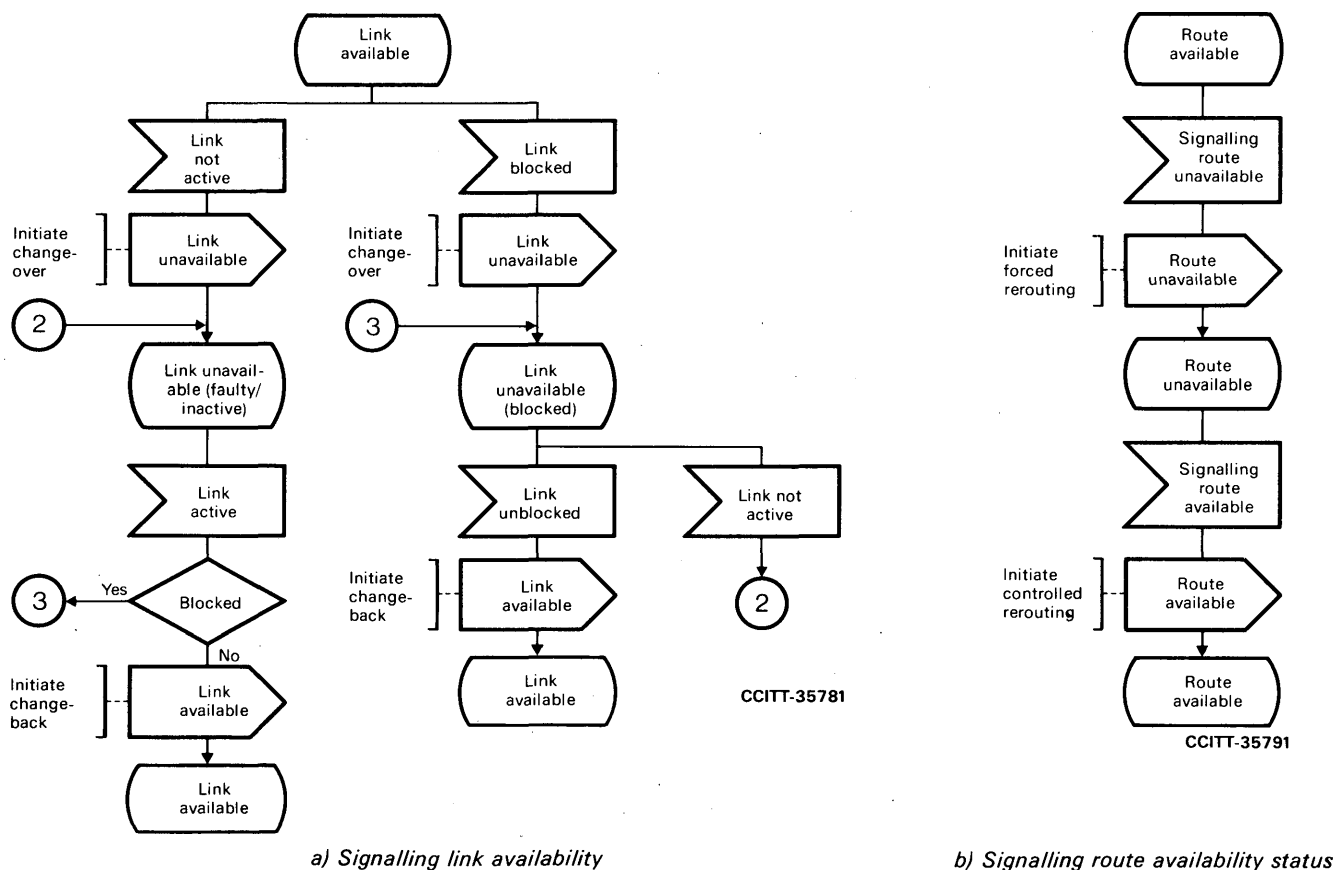 Link
available
Link
not
active
Initiate
change-
over
Link
unavailable
2
Link unavail-
able (faulty/
inactive)
Link
active
Yes
Blocked
3
No
Initiate
change-
back
Link
available
Link
available
Link
blocked
Initiate
change-
over
Link
unavailable
3
Link
unavailable
(blocked)
Link
unblocked
Link not
active
2
Initiate
change-
back
Link
available
Link
available
CCITT-35781
a) Signalling link availability
Route
available
Signalling
route
unavailable
Initiate
forced
rerouting
Route
unavailable
Route
unavailable
Signalling
route
available
Initiate
controlled
rerouting
Route
available
Route
available
CCITT-35791
b) Signalling route availability status